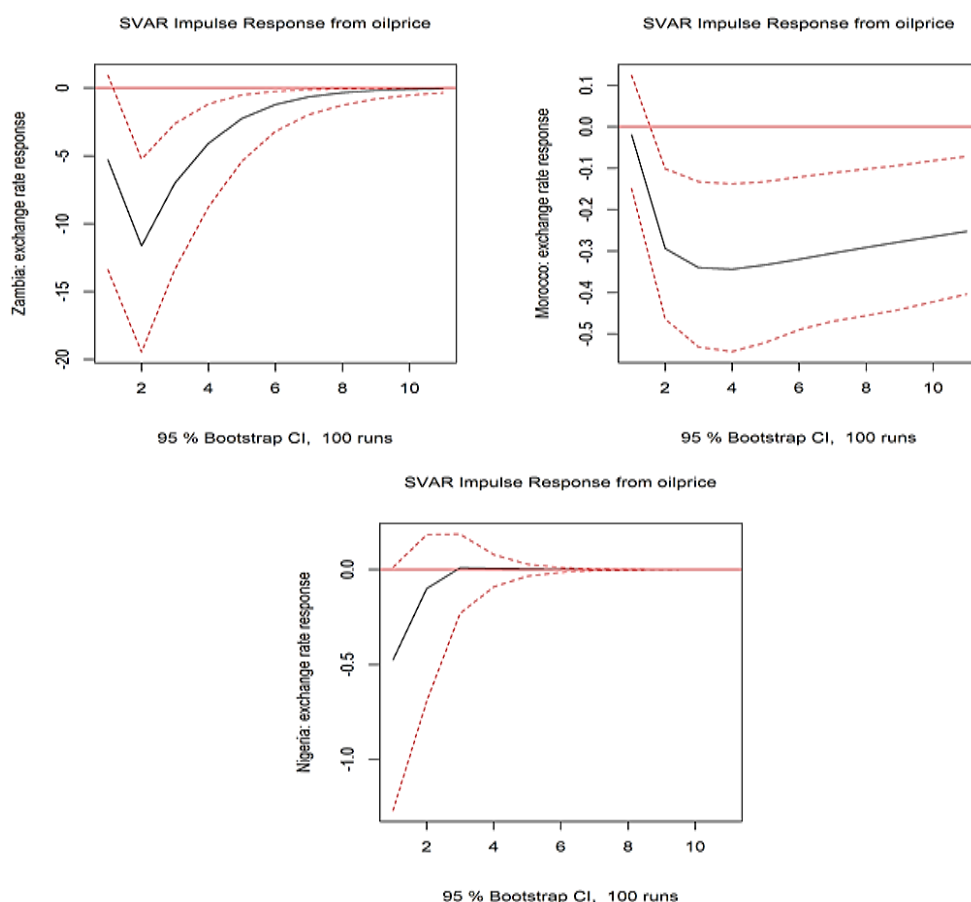 SVAR Impulse Response from oilprice
Zambia: exchange rate response
0
-5
-10
-15
-20
2 4 6 8 10
95 % Bootstrap CI, 100 runs
SVAR Impulse Response from oilprice
Morocco: exchange rate response
0.1
0.0
-0.1
-0.2
-0.3
-0.4
-0.5
2 4 6 8 10
95 % Bootstrap CI, 100 runs
SVAR Impulse Response from oilprice
Nigeria: exchange rate response
0.0
-0.5
-1.0
2 4 6 8 10
95 % Bootstrap CI, 100 runs